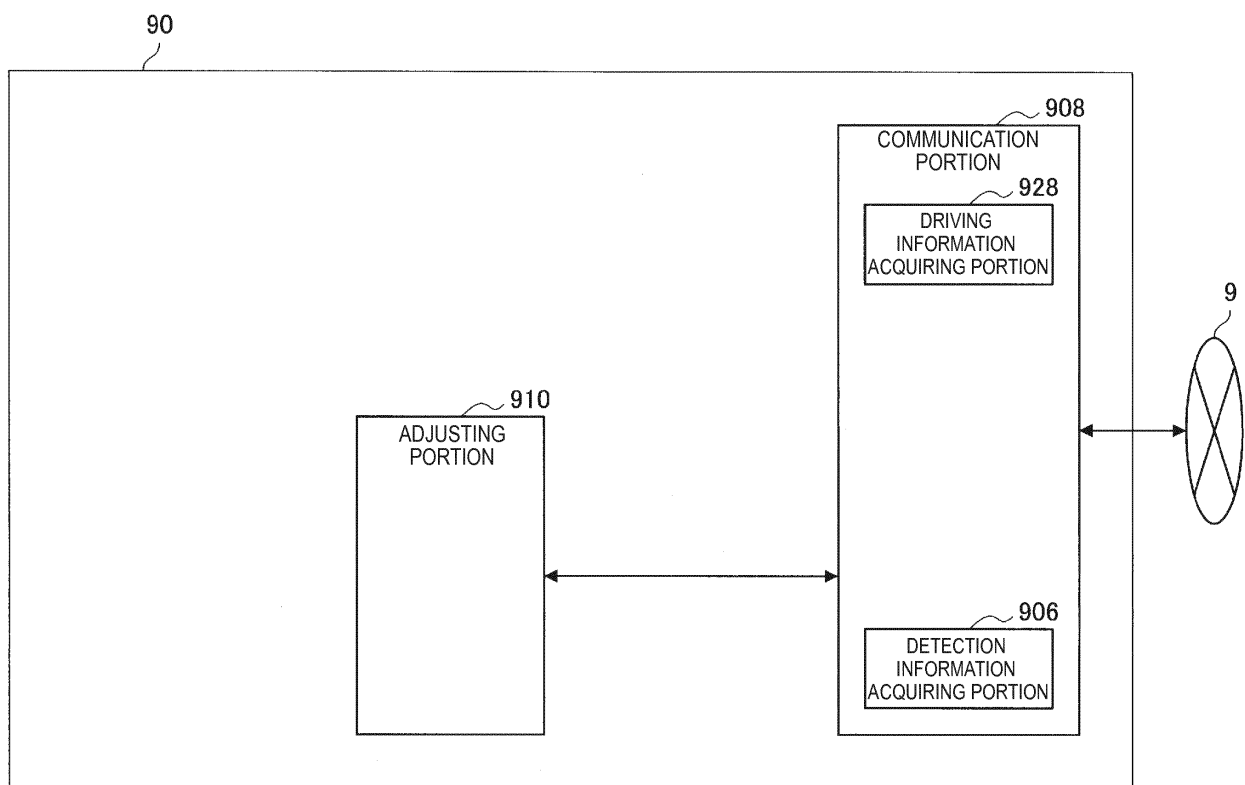 90
908
COMMUNICATION
PORTION
928
DRIVING
INFORMATION
ACQUIRING PORTION
9
910
ADJUSTING
PORTION
906
DETECTION
INFORMATION
ACQUIRING PORTION